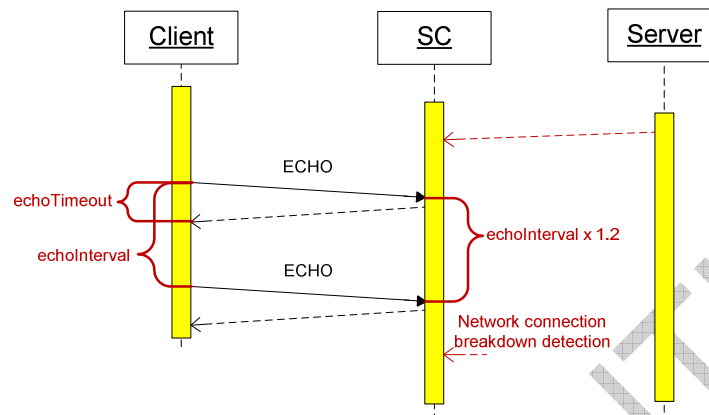 Client
SC
Server
ECHO
echoTimeout
echoInterval x 1.2
echoInterval
ECHO
Network connection
breakdown detection